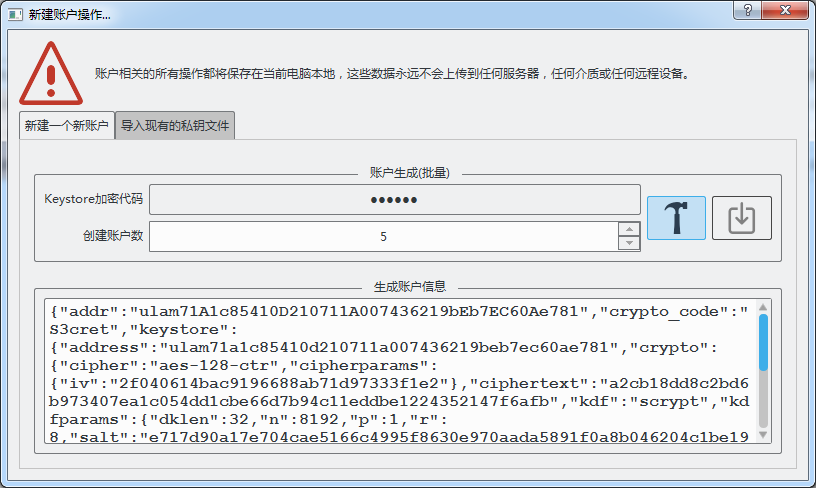 新建账户操作...
账户相关的所有操作都将保存在当前电脑本地，这些数据永远不会上传到任何服务器，任何介质或任何远程设备。
新建一个新账户
导入现有的私钥文件
账户生成(批量)
Keystore加密代码
••••••
创建账户数
5
生成账户信息
{"addr":"ulam71A1c85410D210711A007436219bEb7EC60Ae781","crypto_code":"
S3cret","keystore":
{"address":"ulam71a1c85410d210711a007436219beb7ec60ae781","crypto":
{"cipher":"aes-128-ctr","cipherparams":
{"iv":"2f040614bac9196688ab71d97333f1e2"},"ciphertext":"a2cb18dd8c2bd6
b973407ea1c054dd1cbe66d7b94c11eddbe1224352147f6afb","kdf":"scrypt","kd
fparams":{"dklen":32,"n":8192,"p":1,"r":
8,"salt":"e717d90a17e704cae5166c4995f8630e970aada5891f0a8b046204c1be19